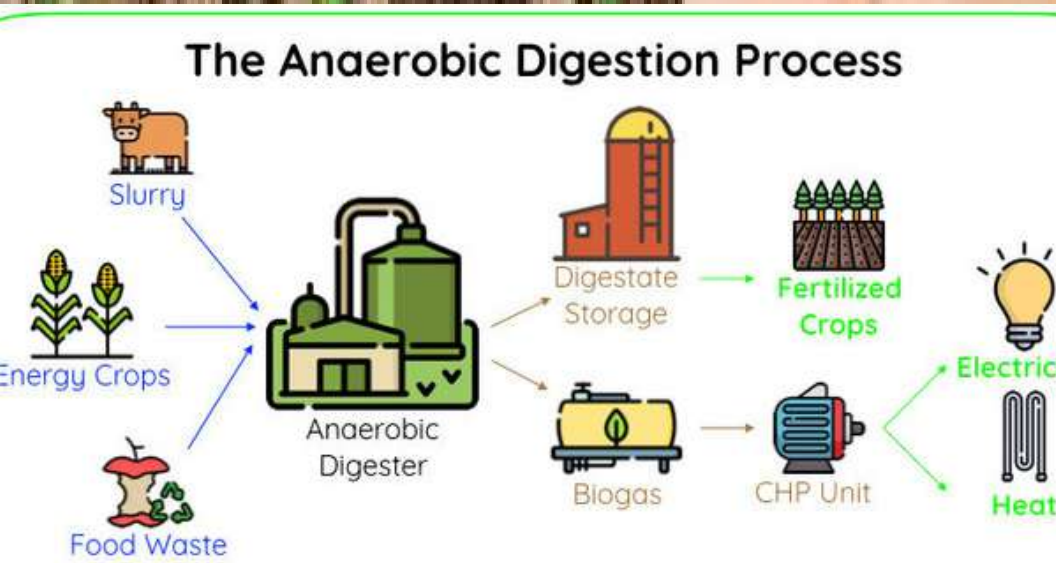 The Anaerobic Digestion Process
Slurry
Energy Crops
Food Waste
Anaerobic
Digester
Digestate
Storage
Fertilized
Crops
Biogas
CHP Unit
Electric
Heat